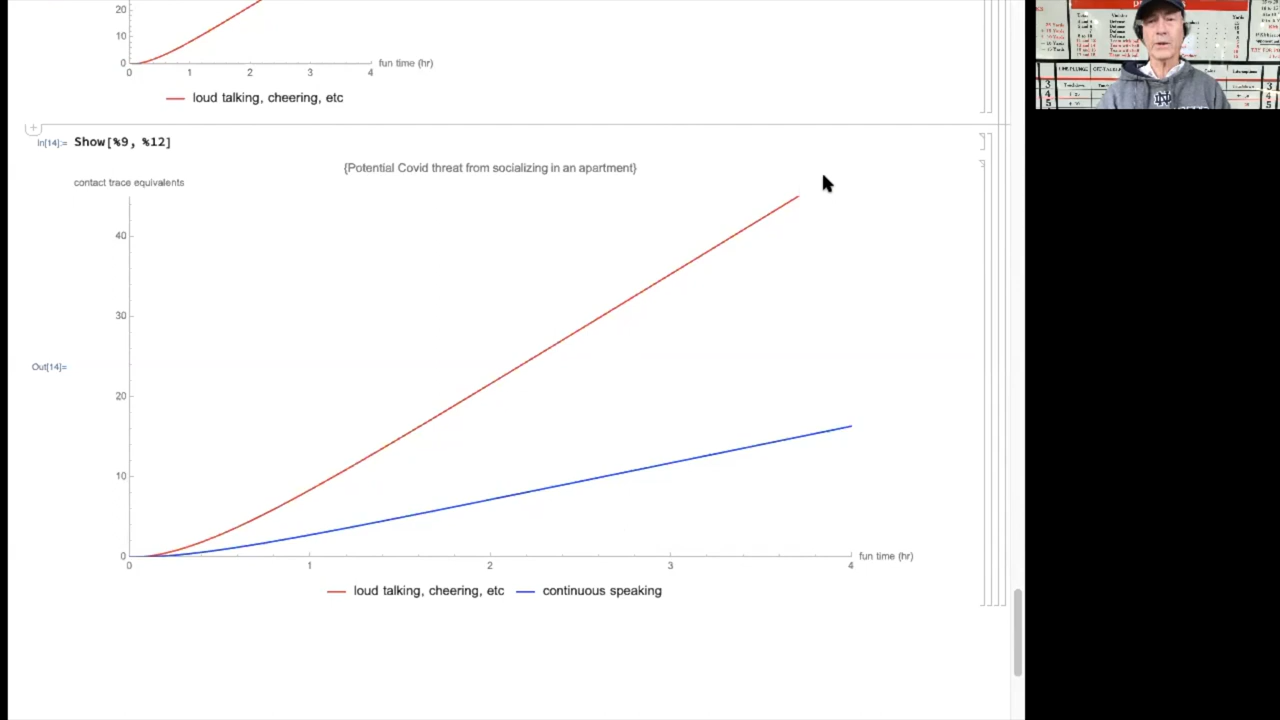 20
10
0
0 1 2 3 4 fun time (hr)
loud talking, cheering, etc
In[14]:= Show[%9, %12]
{Potential Covid threat from socializing in an apartment}
contact trace equivalents
40
30
Out[14]=
20
10
0
0 1 2 3 4 fun time (hr)
loud talking, cheering, etc continuous speaking